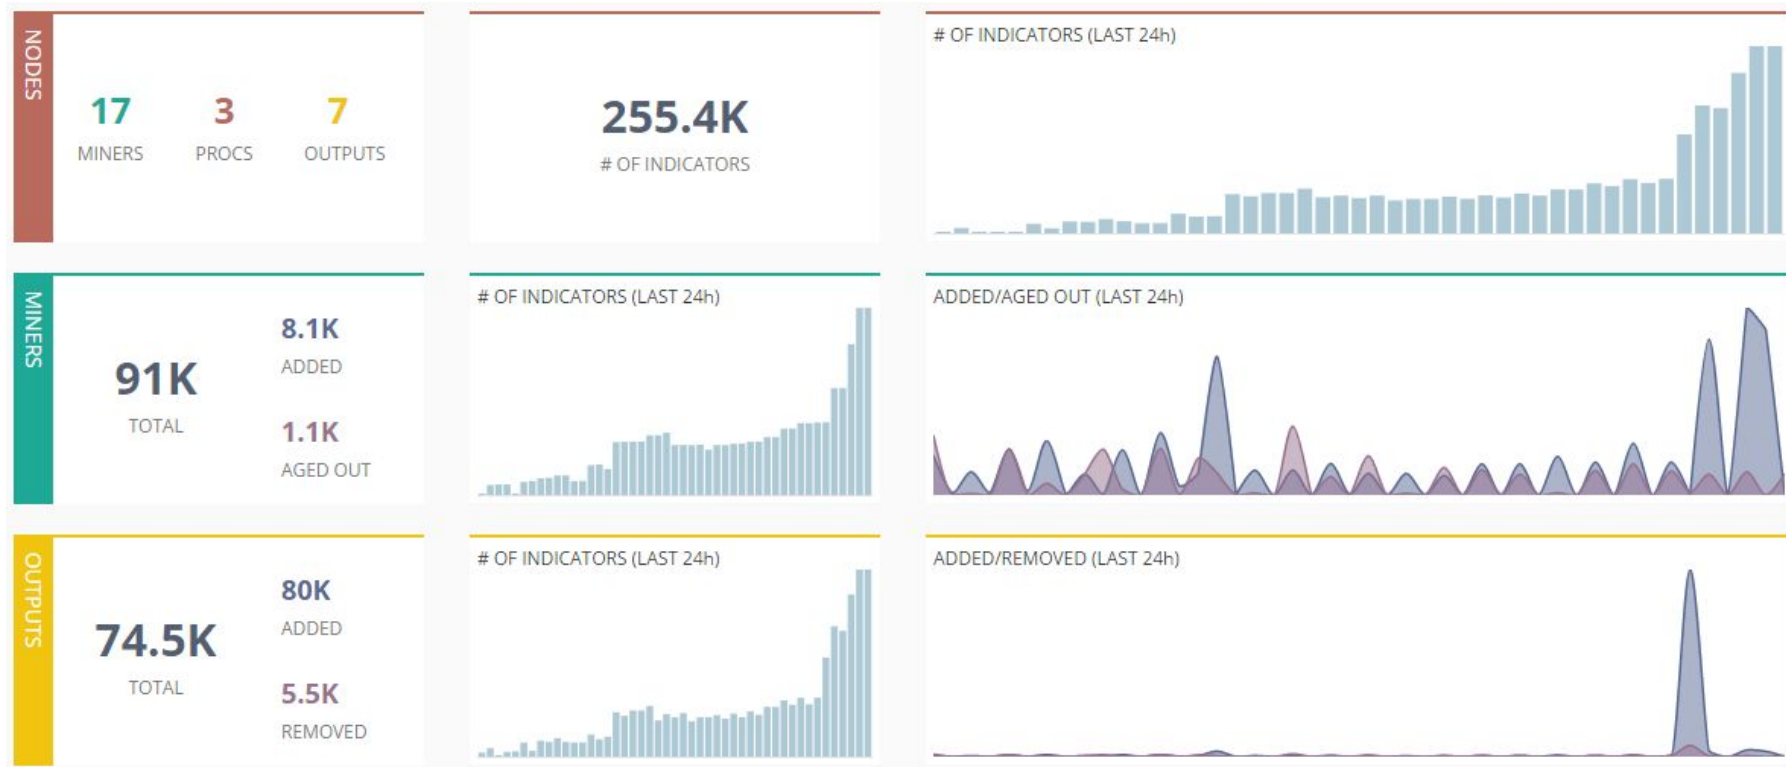 NODES
17 3 7
MINERS PROCS OUTPUTS
255.4K
# OF INDICATORS
# OF INDICATORS (LAST 24h)
MINERS
91K
TOTAL
8.1K
ADDED
1.1K
AGED OUT
# OF INDICATORS (LAST 24h)
ADDED/AGED OUT (LAST 24h)
OUTPUTS
74.5K
TOTAL
80K
ADDED
5.5K
REMOVED
# OF INDICATORS (LAST 24h)
ADDED/REMOVED (LAST 24h)